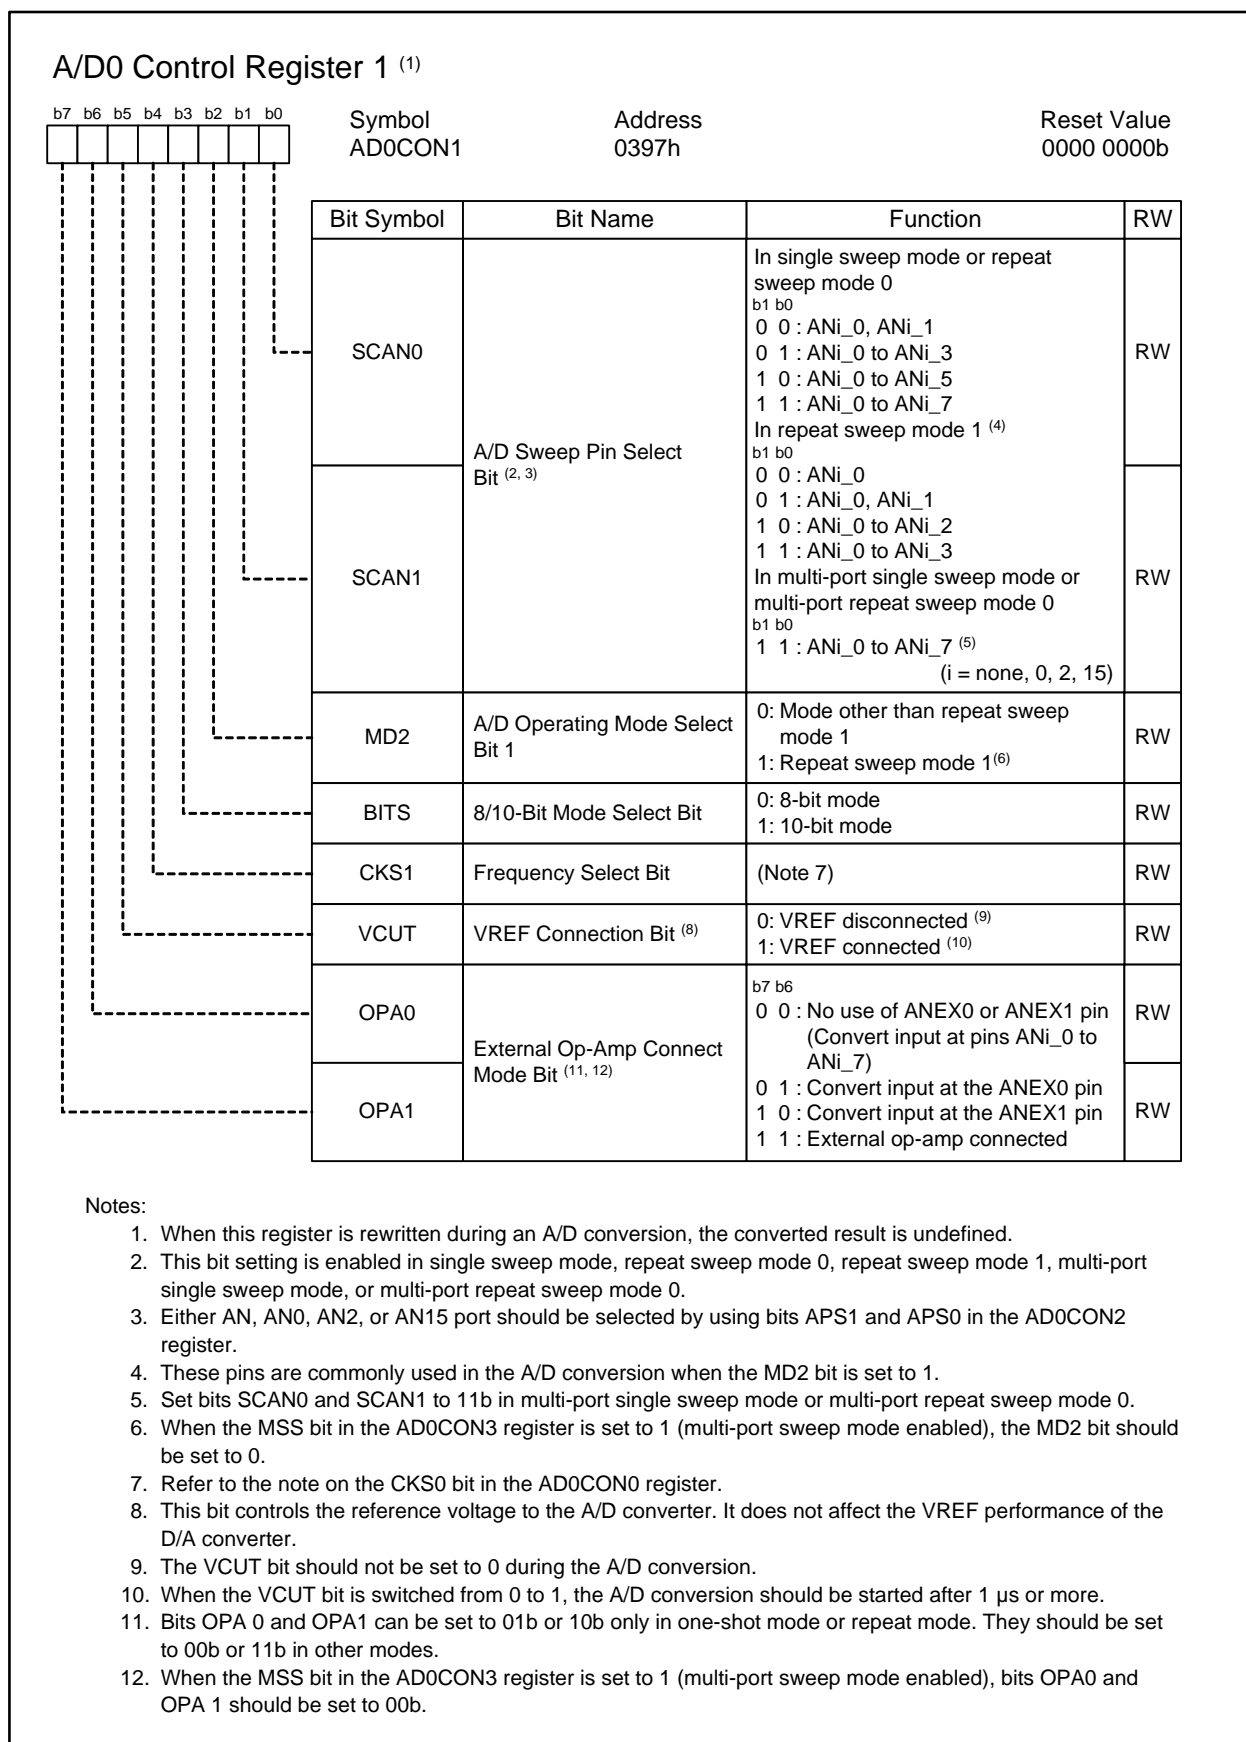 A/D0 Control Register 1 (1)
b7 b6 b5 b4 b3 b2 b1 b0
Symbol Address Reset Value
AD0CON1 0397h 0000 0000b
Bit Symbol Bit Name Function RW
SCAN0
A/D Sweep Pin Select
Bit (2, 3)
In single sweep mode or repeat
sweep mode 0
b1 b0
0 0 : ANi_0, ANi_1
0 1 : ANi_0 to ANi_3
1 0 : ANi_0 to ANi_5
1 1 : ANi_0 to ANi_7
In repeat sweep mode 1 (4)
b1 b0
0 0 : ANi_0
0 1 : ANi_0, ANi_1
1 0 : ANi_0 to ANi_2
1 1 : ANi_0 to ANi_3
In multi-port single sweep mode or
multi-port repeat sweep mode 0
b1 b0
1 1 : ANi_0 to ANi_7 (5)
(i = none, 0, 2, 15)
RW
SCAN1
RW
MD2
A/D Operating Mode Select
Bit 1
0: Mode other than repeat sweep
mode 1
1: Repeat sweep mode 1(6)
RW
BITS
8/10-Bit Mode Select Bit
0: 8-bit mode
1: 10-bit mode
RW
CKS1 Frequency Select Bit (Note 7) RW
VCUT
VREF Connection Bit (8)
0: VREF disconnected (9)
1: VREF connected (10)
RW
OPA0
External Op-Amp Connect
Mode Bit (11, 12)
b7 b6
0 0 : No use of ANEX0 or ANEX1 pin
(Convert input at pins ANi_0 to
ANi_7)
0 1 : Convert input at the ANEX0 pin
1 0 : Convert input at the ANEX1 pin
1 1 : External op-amp connected
RW
OPA1
RW
Notes:
1. When this register is rewritten during an A/D conversion, the converted result is undefined.
2. This bit setting is enabled in single sweep mode, repeat sweep mode 0, repeat sweep mode 1, multi-port
single sweep mode, or multi-port repeat sweep mode 0.
3. Either AN, AN0, AN2, or AN15 port should be selected by using bits APS1 and APS0 in the AD0CON2
register.
4. These pins are commonly used in the A/D conversion when the MD2 bit is set to 1.
5. Set bits SCAN0 and SCAN1 to 11b in multi-port single sweep mode or multi-port repeat sweep mode 0.
6. When the MSS bit in the AD0CON3 register is set to 1 (multi-port sweep mode enabled), the MD2 bit should
be set to 0.
7. Refer to the note on the CKS0 bit in the AD0CON0 register.
8. This bit controls the reference voltage to the A/D converter. It does not affect the VREF performance of the
D/A converter.
9. The VCUT bit should not be set to 0 during the A/D conversion.
10. When the VCUT bit is switched from 0 to 1, the A/D conversion should be started after 1 µs or more.
11. Bits OPA 0 and OPA1 can be set to 01b or 10b only in one-shot mode or repeat mode. They should be set
to 00b or 11b in other modes.
12. When the MSS bit in the AD0CON3 register is set to 1 (multi-port sweep mode enabled), bits OPA0 and
OPA 1 should be set to 00b.